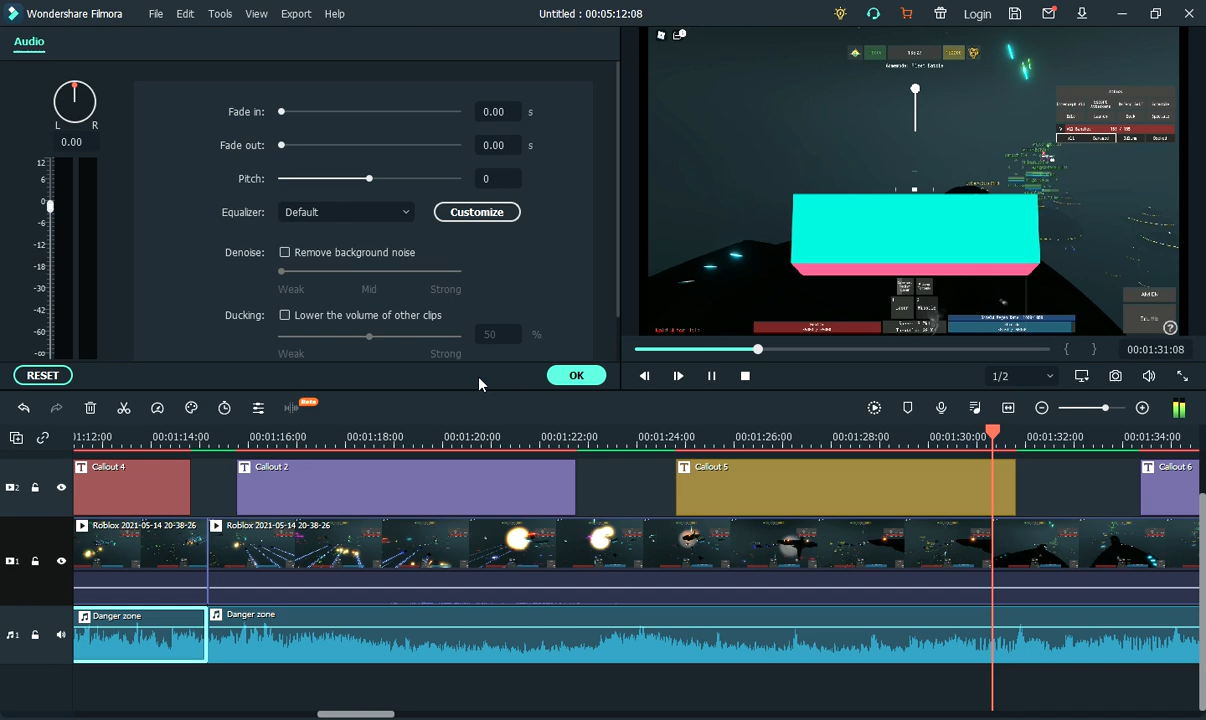 Wondershare Filmora File Edit Tools View Export Help Untitled : 00:05:12:08 Login
Audio
L R
0.00
12
6
0
-6
-12
-18
-30
-40
-60
-∞
Fade in: 0.00 s
Fade out: 0.00 s
Pitch: 0
Equalizer: Default Customize
Denoise: Remove background noise
Weak Mid Strong
Ducking: Lower the volume of other clips
50 %
Weak Strong
RESET OK
Gamemode: Fleet Battle
00:01:31:08
1/2
Beta
01:12:00 00:01:14:00 00:01:16:00 00:01:18:00 00:01:20:00 00:01:22:00 00:01:24:00 00:01:26:00 00:01:28:00 00:01:30:00 00:01:32:00 00:01:34:00
2 T Callout 4 T Callout 2 T Callout 5 T Callout 6
1 Roblox 2021-05-14 20-38-26 Roblox 2021-05-14 20-38-26
1 Danger zone Danger zone